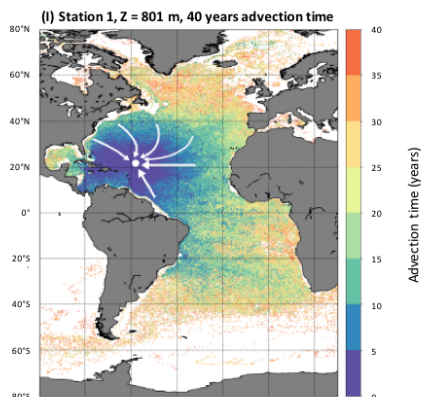 (I) Station 1, Z = 801 m, 40 years advection time
80°N
60°N
40°N
20°N
0°
20°S
40°S
60°S
80°S
40
35
30
25
20
15
10
5
0
Advection time (years)